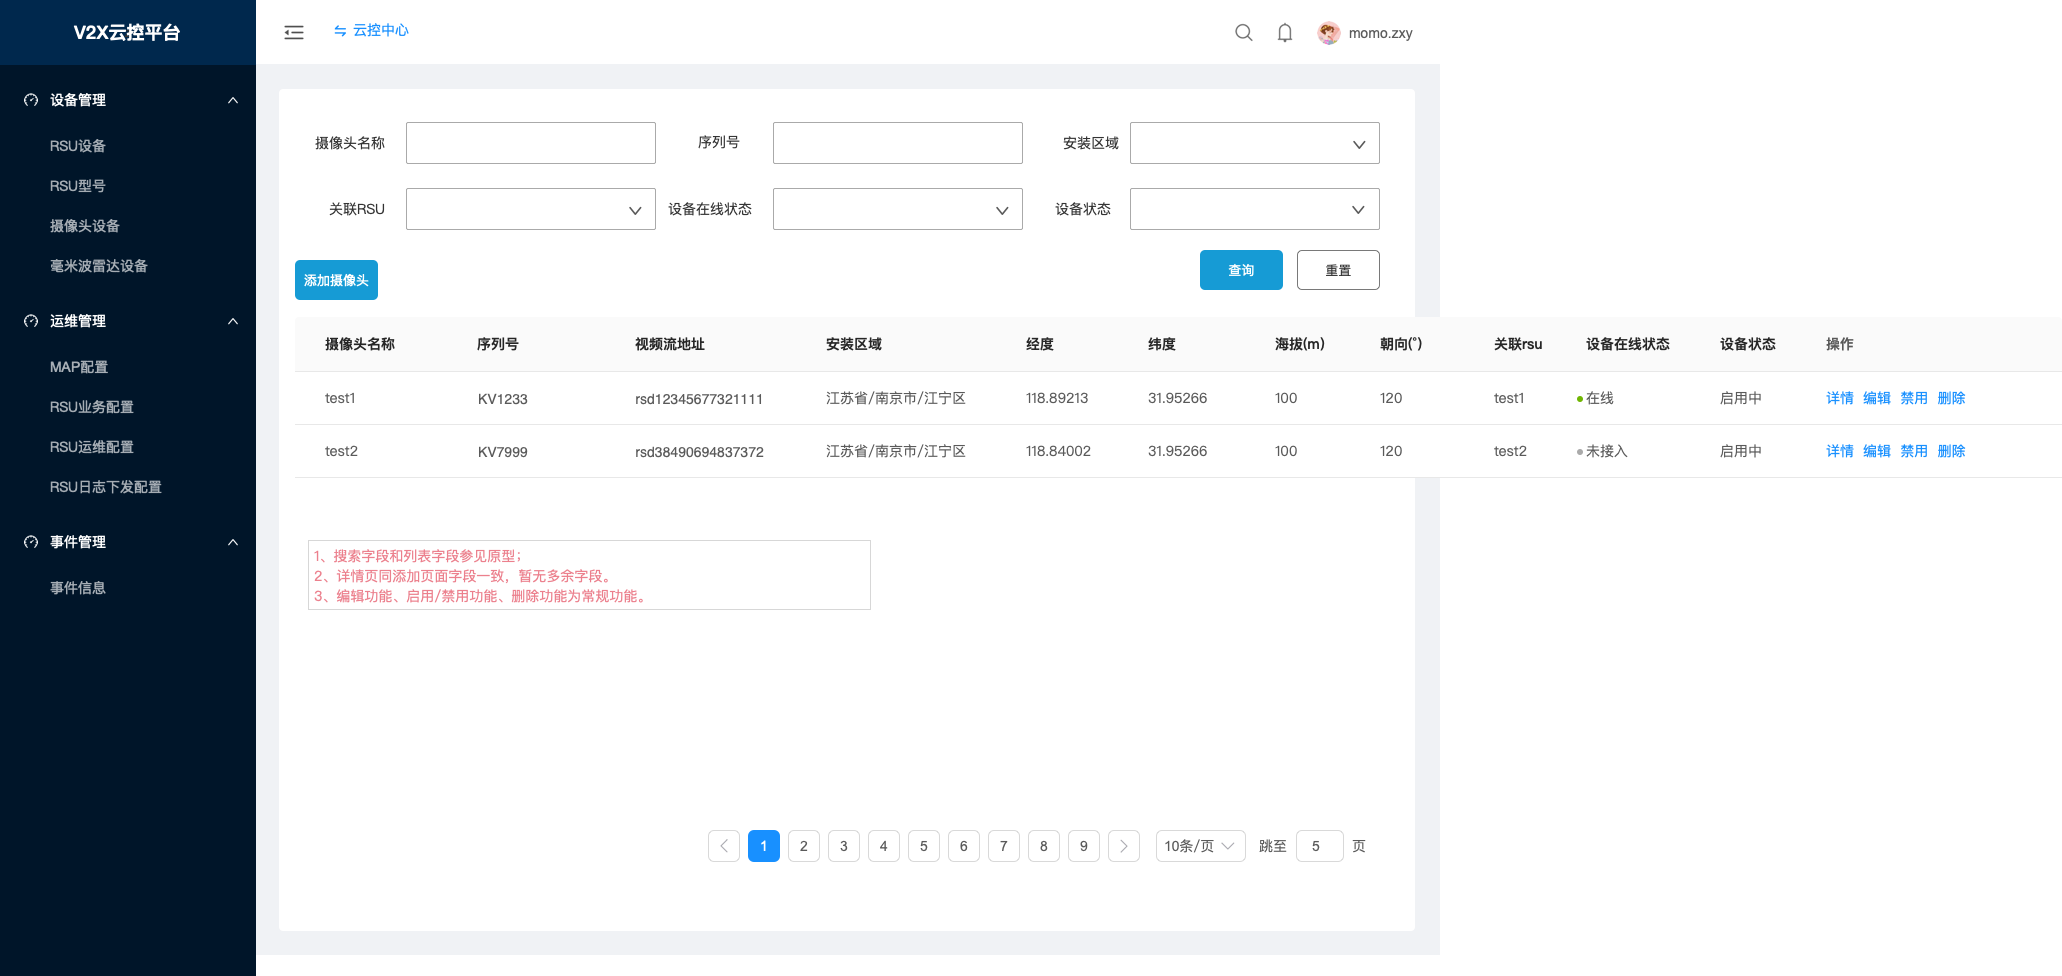 V2X云控平台
云控中心
momo.zxy
设备管理
RSU设备
RSU型号
摄像头设备
毫米波雷达设备
运维管理
MAP配置
RSU业务配置
RSU运维配置
RSU日志下发配置
事件管理
事件信息
摄像头名称 序列号 安装区域
关联RSU 设备在线状态 设备状态
添加摄像头 查询 重置
摄像头名称 序列号 视频流地址 安装区域 经度 纬度 海拔(m) 朝向(°) 关联rsu 设备在线状态 设备状态 操作
test1 KV1233 rsd12345677321111 江苏省/南京市/江宁区 118.89213 31.95266 100 120 test1 在线 启用中 详情 编辑 禁用 删除
test2 KV7999 rsd38490694837372 江苏省/南京市/江宁区 118.84002 31.95266 100 120 test2 未接入 启用中 详情 编辑 禁用 删除
1、搜索字段和列表字段参见原型；
2、详情页同添加页面字段一致，暂无多余字段。
3、编辑功能、启用/禁用功能、删除功能为常规功能。
1 2 3 4 5 6 7 8 9 10条/页 跳至 5 页